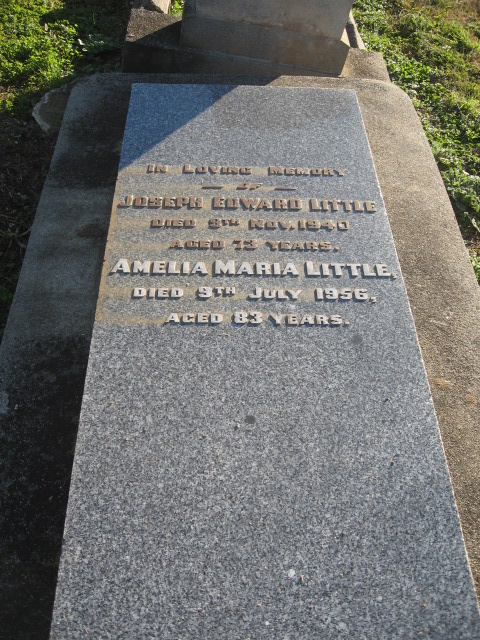 In Loving Memory
— of —
Joseph Edward Little
Died 9th Nov. 1940
Aged 73 years.
Amelia Maria Little,
Died 9th July 1956,
Aged 83 years.